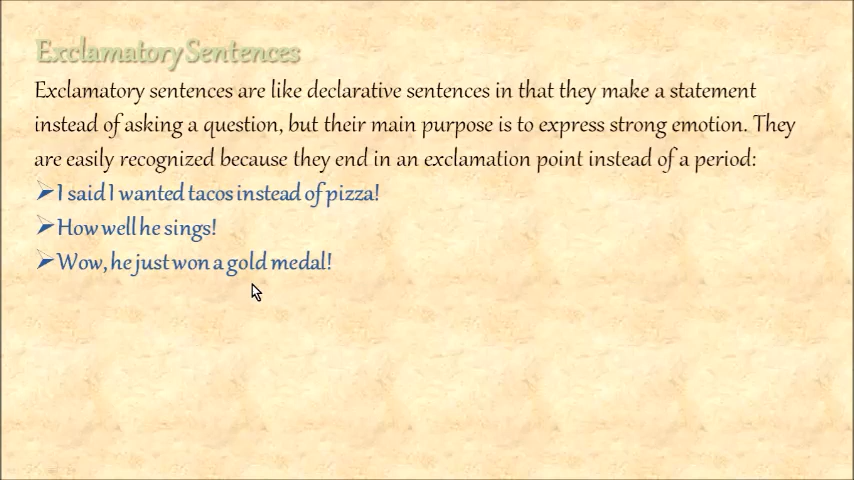 Exclamatory Sentences
Exclamatory sentences are like declarative sentences in that they make a statement
instead of asking a question, but their main purpose is to express strong emotion. They
are easily recognized because they end in an exclamation point instead of a period:
➢I said I wanted tacos instead of pizza!
➢How well he sings!
➢Wow, he just won a gold medal!